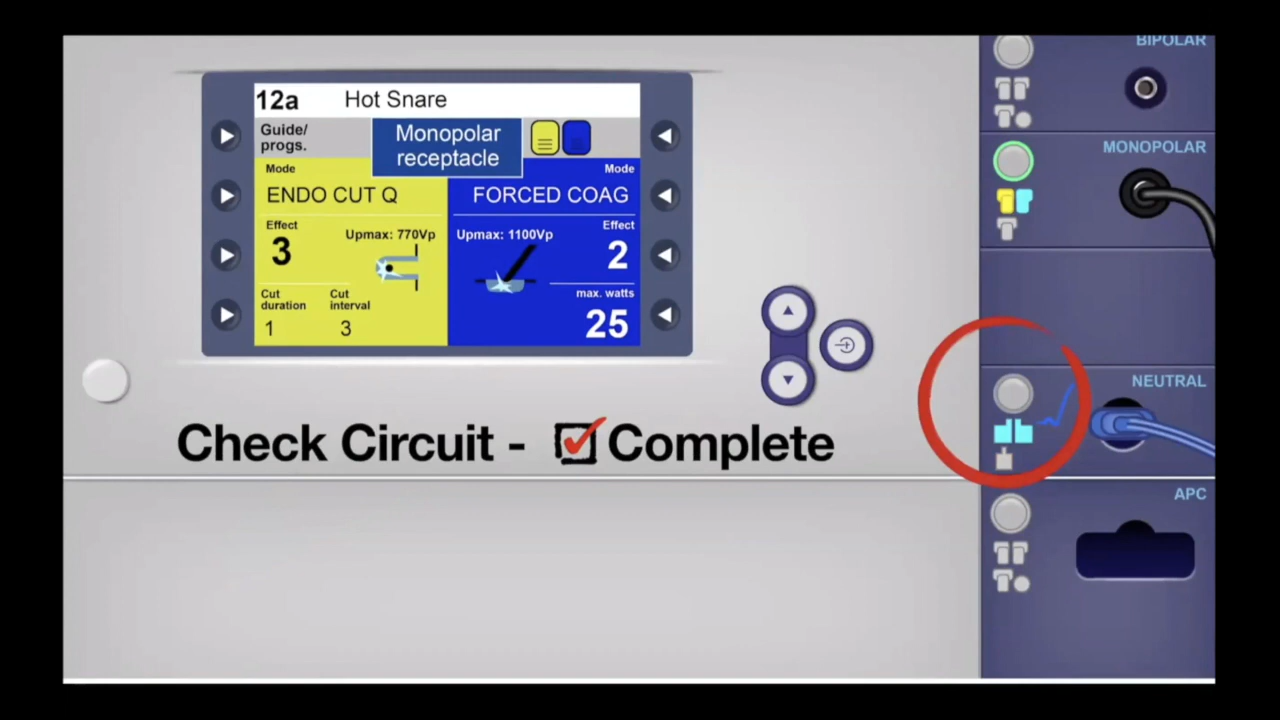 12a Hot Snare
Guide/
progs.
Monopolar
receptacle
Mode
ENDO CUT Q
Mode
FORCED COAG
Effect
3
Upmax: 770Vp
Upmax: 1100Vp
Effect
2
Cut
duration
1
Cut
interval
3
max. watts
25
Check Circuit - Complete
BIPOLAR
MONOPOLAR
NEUTRAL
APC